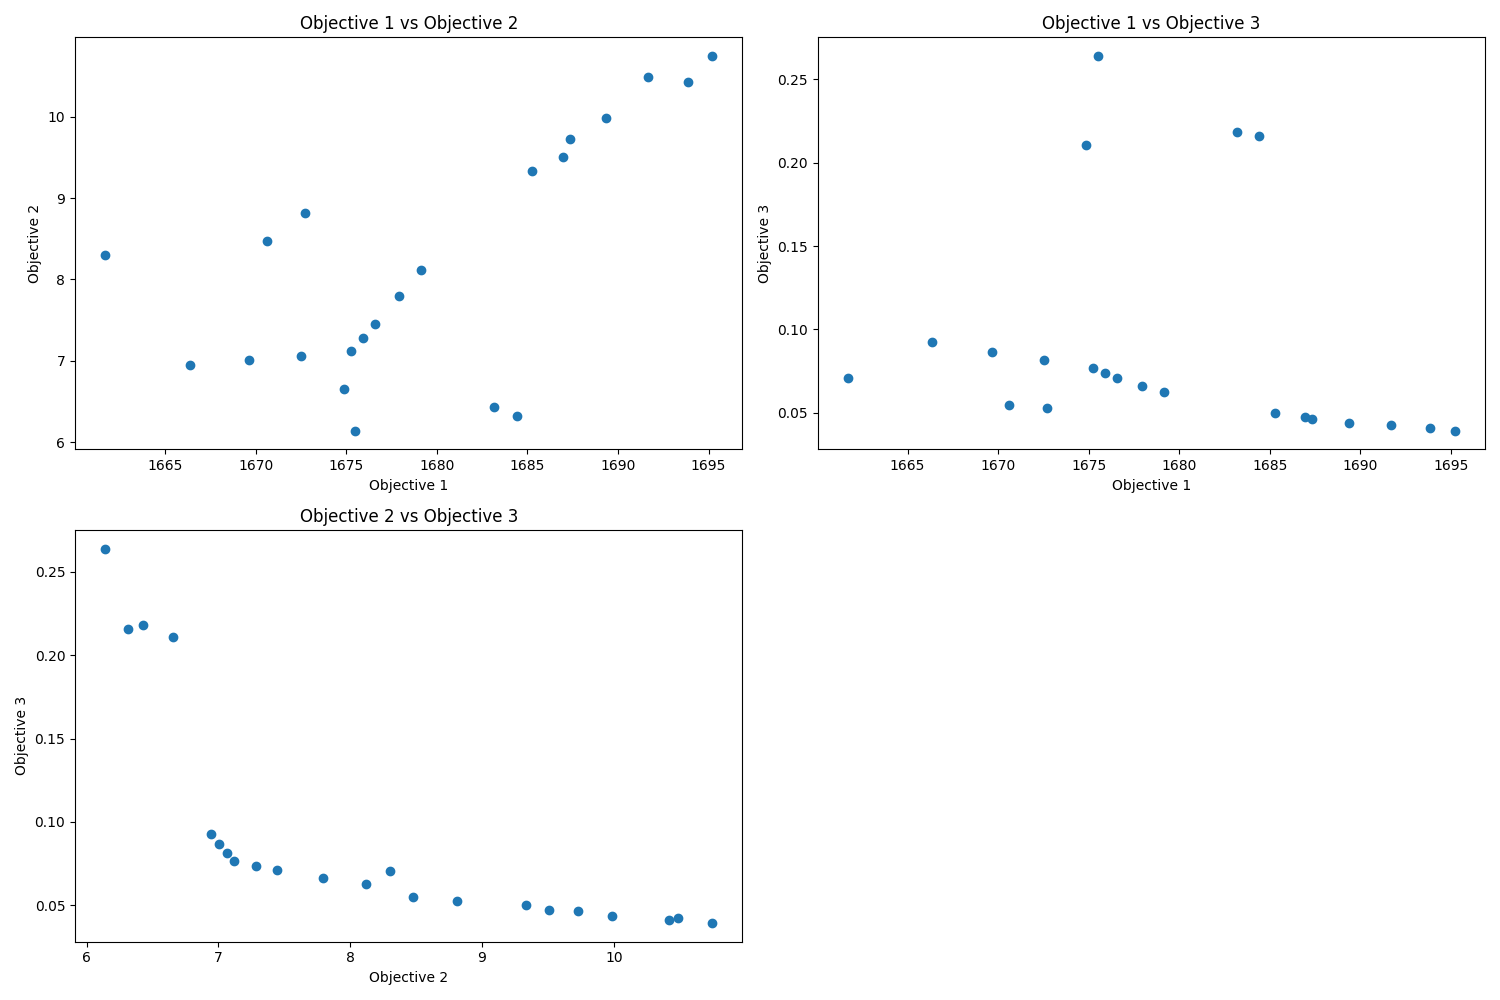 Objective 1 vs Objective 2
Objective 2
10
9
8
7
6
1665 1670 1675 1680 1685 1690 1695
Objective 1
Objective 1 vs Objective 3
Objective 3
0.25
0.20
0.15
0.10
0.05
1665 1670 1675 1680 1685 1690 1695
Objective 1
Objective 2 vs Objective 3
Objective 3
0.25
0.20
0.15
0.10
0.05
6 7 8 9 10
Objective 2